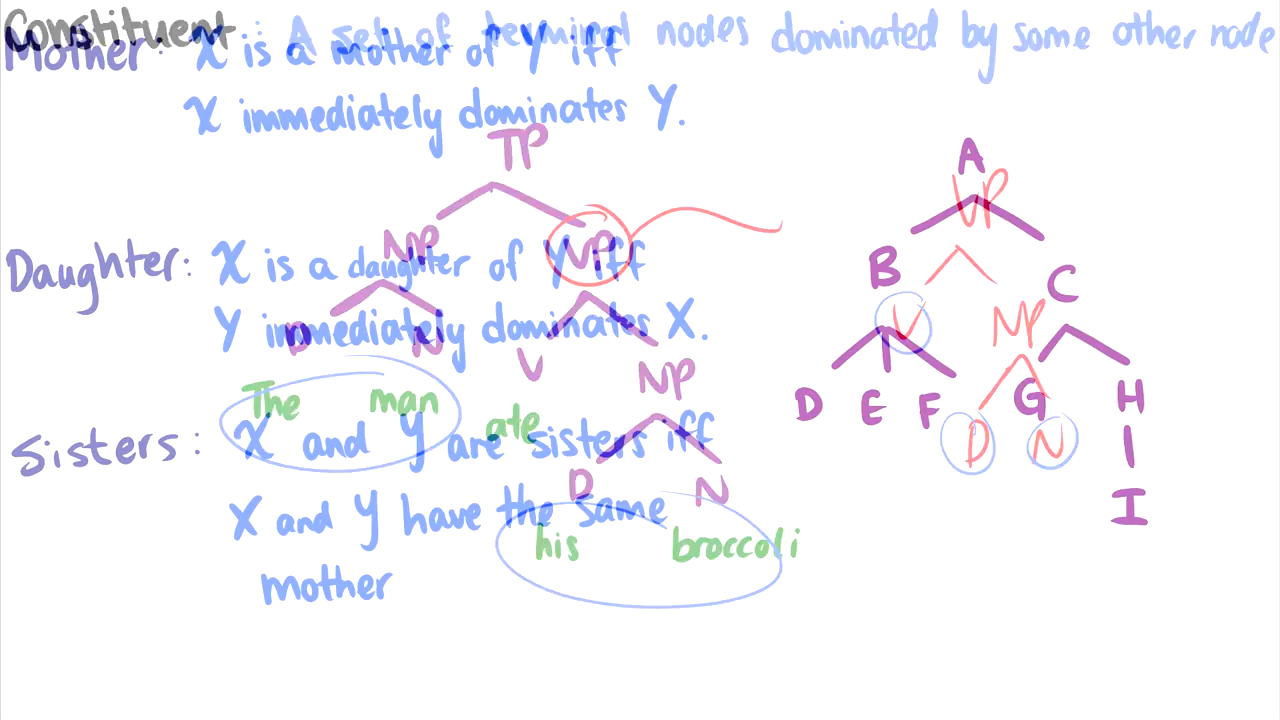 Constituent: A set of terminal nodes dominated by some other node
Mother: X is a mother of Y iff
X immediately dominates Y.
TP
A
VP
NP VP
B C
Daughter: X is a daughter of Y iff
Y immediately dominates X.
D N
V NP
V NP
D E F G H
The man
ate
D N
Sisters: X and Y are sisters iff
D N
I
X and Y have the same
his broccoli
mother